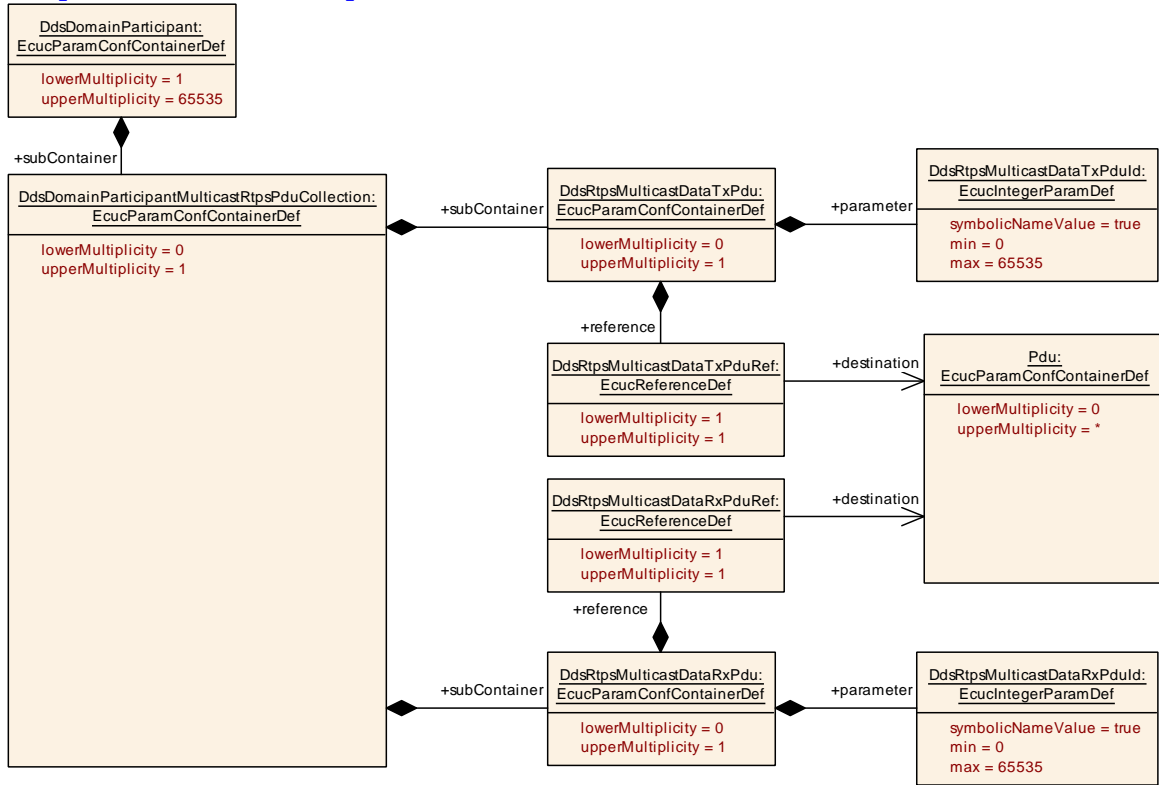 DdsDomainParticipant:
EcucParamConfContainerDef
lowerMultiplicity = 1
upperMultiplicity = 65535
+subContainer
DdsDomainParticipantMulticastRtpsPduCollection:
EcucParamConfContainerDef
lowerMultiplicity = 0
upperMultiplicity = 1
+subContainer
DdsRtpsMulticastDataTxPdu:
EcucParamConfContainerDef
lowerMultiplicity = 0
upperMultiplicity = 1
+parameter
DdsRtpsMulticastDataTxPduId:
EcucIntegerParamDef
symbolicNameValue = true
min = 0
max = 65535
+reference
DdsRtpsMulticastDataTxPduRef:
EcucReferenceDef
lowerMultiplicity = 1
upperMultiplicity = 1
+destination
Pdu:
EcucParamConfContainerDef
lowerMultiplicity = 0
upperMultiplicity = *
DdsRtpsMulticastDataRxPduRef:
EcucReferenceDef
lowerMultiplicity = 1
upperMultiplicity = 1
+destination
+reference
+subContainer
DdsRtpsMulticastDataRxPdu:
EcucParamConfContainerDef
lowerMultiplicity = 0
upperMultiplicity = 1
+parameter
DdsRtpsMulticastDataRxPduId:
EcucIntegerParamDef
symbolicNameValue = true
min = 0
max = 65535